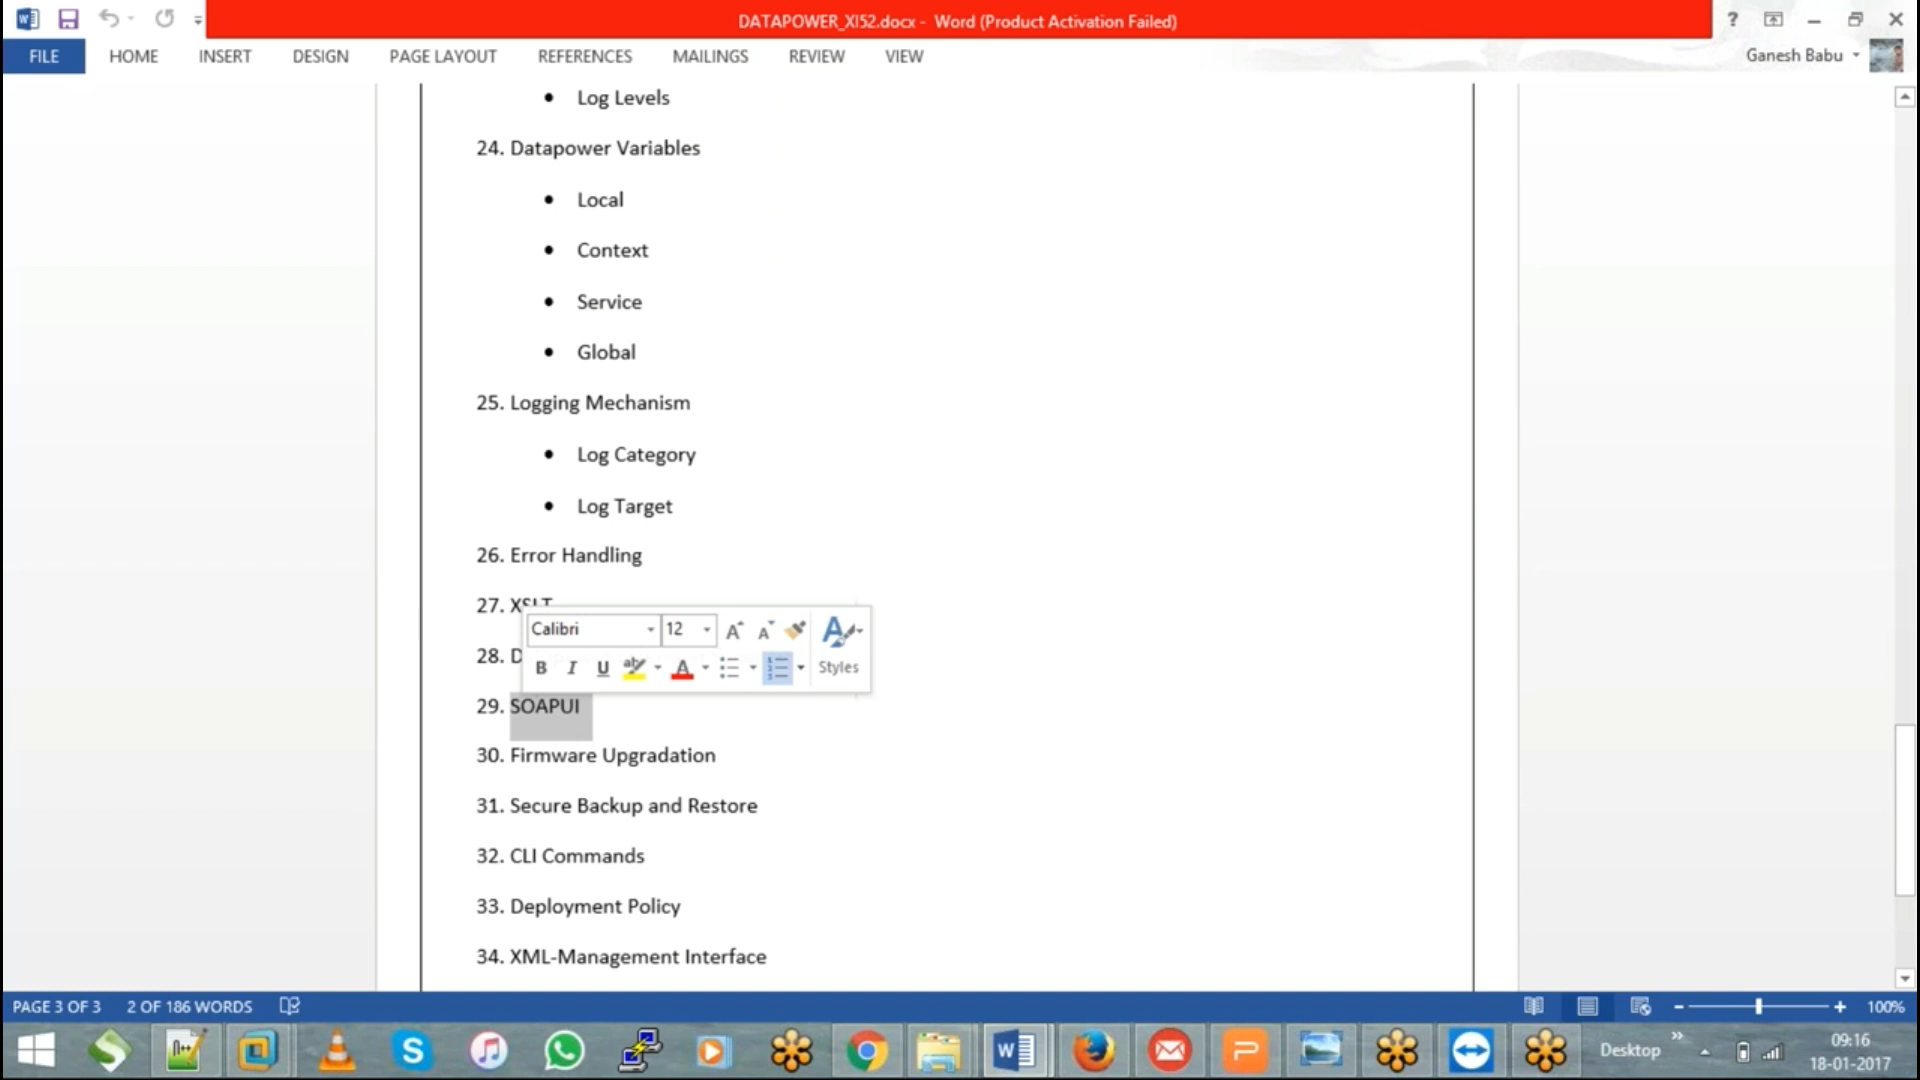 DATAPOWER_XI52.docx - Word (Product Activation Failed)
?
FILE HOME INSERT DESIGN PAGE LAYOUT REFERENCES MAILINGS REVIEW VIEW Ganesh Babu
• Log Levels
24. Datapower Variables
• Local
• Context
• Service
• Global
25. Logging Mechanism
• Log Category
• Log Target
26. Error Handling
27. XSLT
Calibri 12
28. D
B I U Styles
29. SOAPUI
30. Firmware Upgradation
31. Secure Backup and Restore
32. CLI Commands
33. Deployment Policy
34. XML-Management Interface
PAGE 3 OF 3 2 OF 186 WORDS 100%
Desktop
09:16
18-01-2017